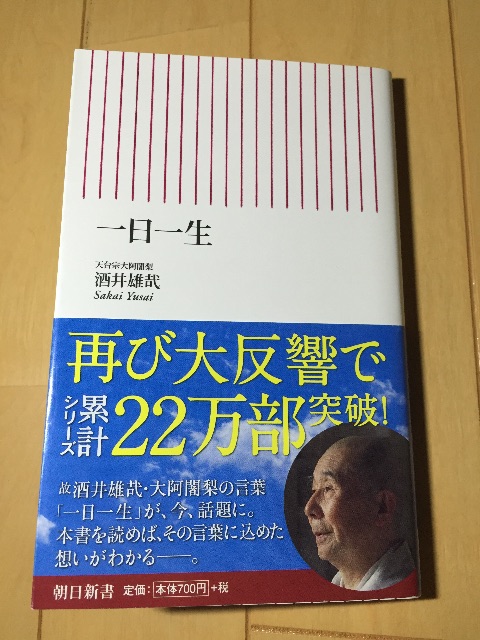 一日一生
天台宗大阿闍梨
酒井雄哉
Sakai Yusai
再び大反響で
シリーズ累計22万部突破!
故 酒井雄哉・大阿闍梨の言葉
「一日一生」が、今、話題に。
本書を読めば、その言葉に込めた
想いがわかる――。
朝日新書 定価:本体700円+税